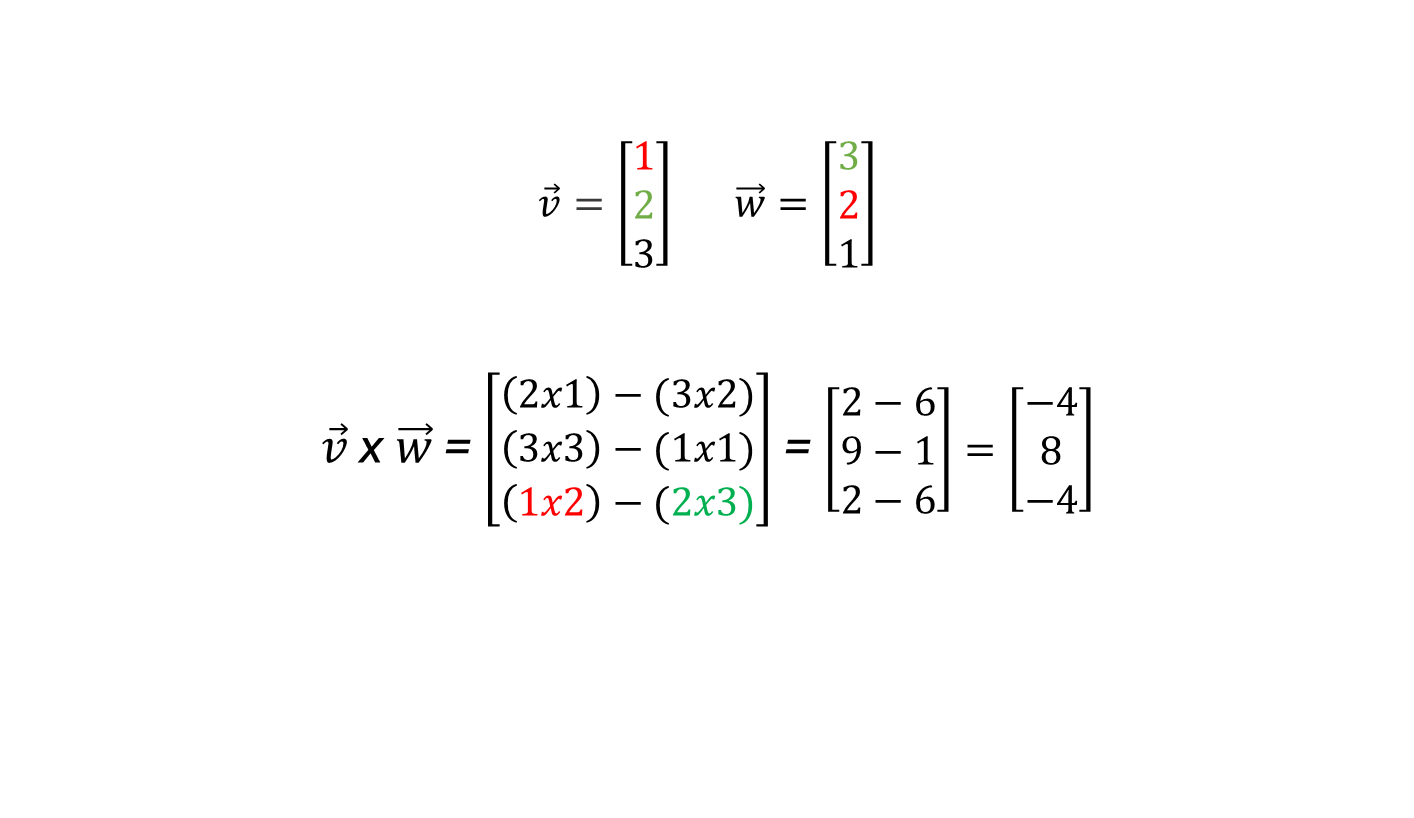 v⃗ = [1 2 3] w⃗ = [3 2 1]
v⃗ x w⃗ = [(2x1) − (3x2) (3x3) − (1x1) (1x2) − (2x3)] = [2 − 6 9 − 1 2 − 6] = [−4 8 −4]